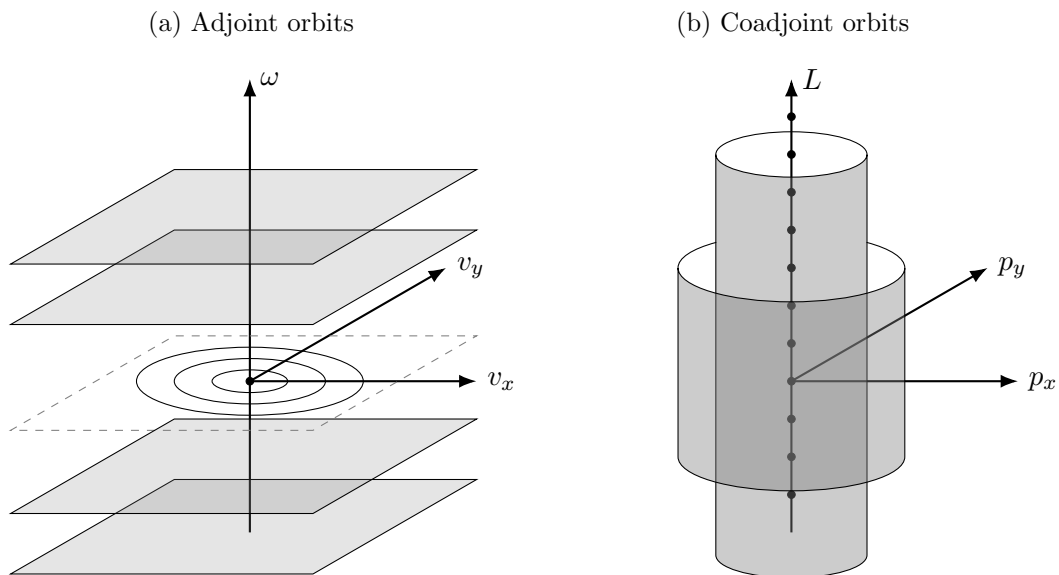 (a) Adjoint orbits
(b) Coadjoint orbits
ω
L
v_y
p_y
v_x
p_x